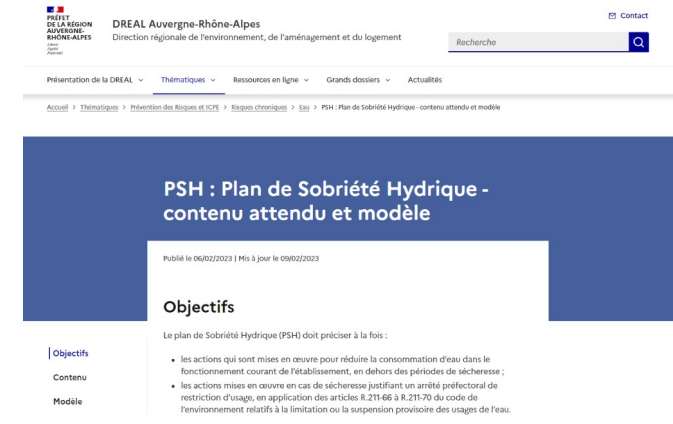 PRÉFET
DE LA RÉGION
AUVERGNE-
RHÔNE-ALPES
Liberté
Égalité
Fraternité
DREAL Auvergne-Rhône-Alpes
Direction régionale de l'environnement, de l'aménagement et du logement
Contact
Recherche
Présentation de la DREAL Thématiques Ressources en ligne Grands dossiers Actualités
Accueil > Thématiques > Prévention des Risques et ICPE > Risques chroniques > Eau > PSH : Plan de Sobriété Hydrique - contenu attendu et modèle
PSH : Plan de Sobriété Hydrique -
contenu attendu et modèle
Publié le 06/02/2023 | Mis à jour le 09/02/2023
Objectifs
Le plan de Sobriété Hydrique (PSH) doit préciser à la fois :
Objectifs
Contenu
Modèle
• les actions qui sont mises en œuvre pour réduire la consommation d'eau dans le
fonctionnement courant de l'établissement, en dehors des périodes de sécheresse ;
• les actions mises en œuvre en cas de sécheresse justifiant un arrêté préfectoral de
restriction d'usage, en application des articles R.211-66 à R.211-70 du code de
l'environnement relatifs à la limitation ou la suspension provisoire des usages de l'eau.